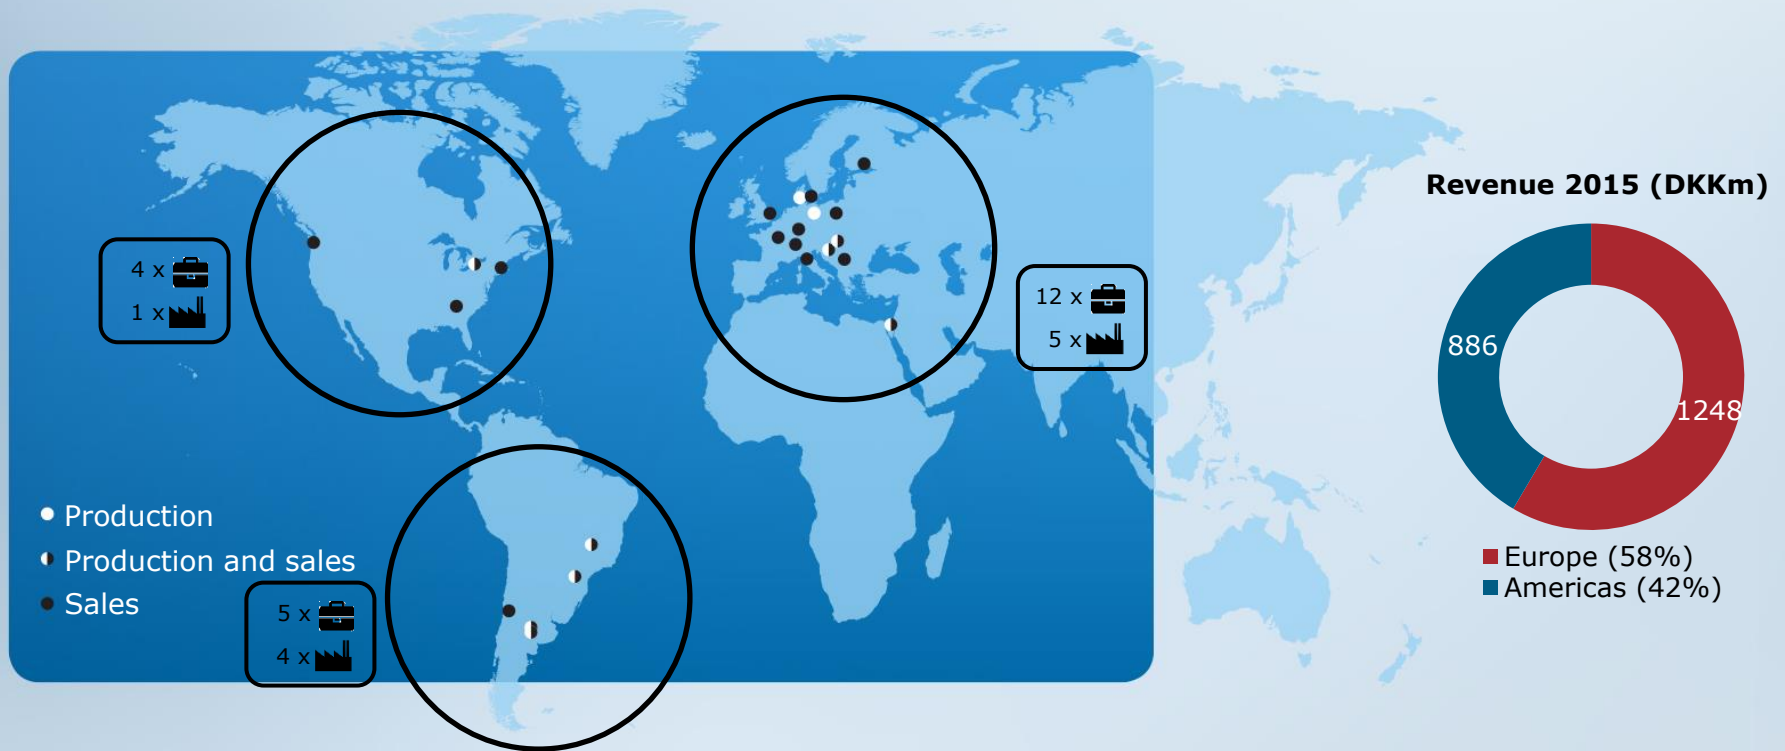 Revenue 2015 (DKKm)
4 x
1 x
12 x
5 x
886
1248
Production
Production and sales
Sales
5 x
4 x
Europe (58%)
Americas (42%)